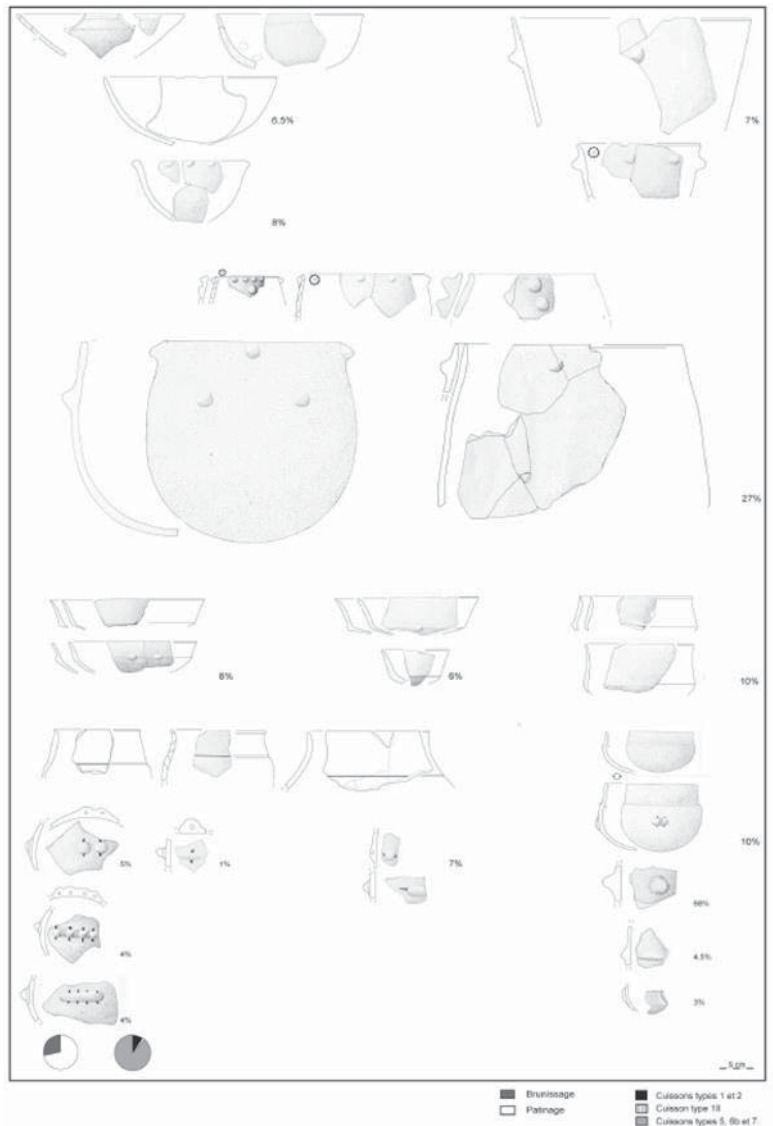 6.5%
7%
8%
27%
6%
6%
10%
10%
5%
1%
7%
68%
4%
4.5%
4%
3%
5 cm
Brunissage
Patinage
Cuissons types 1 et 2
Cuisson type 18
Cuissons types 5, 6b et 7